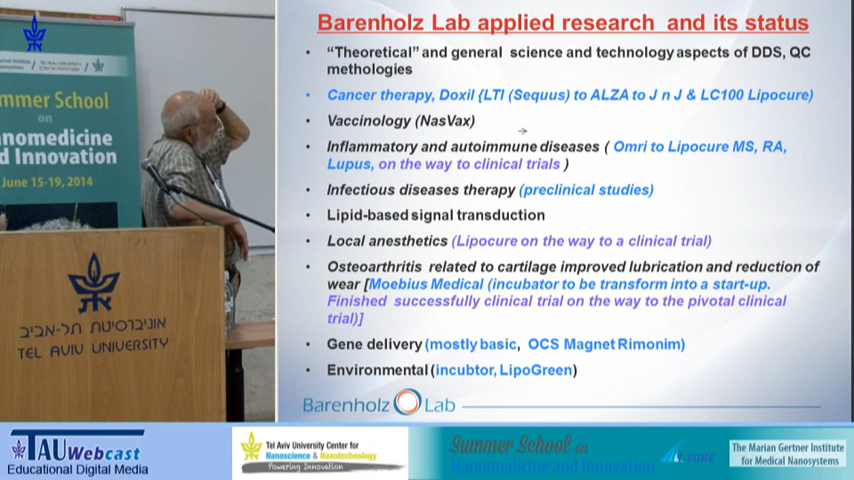 Barenholz Lab applied research and its status
• "Theoretical" and general science and technology aspects of DDS, QC
methologies
• Cancer therapy, Doxil {LTI (Sequus) to ALZA to J n J & LC100 Lipocure)
• Vaccinology (NasVax)
• Inflammatory and autoimmune diseases ( Omri to Lipocure MS, RA,
Lupus, on the way to clinical trials )
• Infectious diseases therapy (preclinical studies)
• Lipid-based signal transduction
• Local anesthetics (Lipocure on the way to a clinical trial)
• Osteoarthritis related to cartilage improved lubrication and reduction of
wear [Moebius Medical (incubator to be transform into a start-up.
Finished successfully clinical trial on the way to the pivotal clinical
trial)]
• Gene delivery (mostly basic, OCS Magnet Rimonim)
• Environmental (incubtor, LipoGreen)
Barenholz Lab
mmer School
on
nomedicine
d Innovation
June 15-19, 2014
אוניברסיטת תל-אביב
TEL AVIV UNIVERSITY
TAU Webcast
Educational Digital Media
Tel Aviv University Center for
Nanoscience & Nanotechnology
Powering Innovation
Summer School on
Nanomedicine and Innovation
i-CORE
The Marian Gertner Institute
for Medical Nanosystems